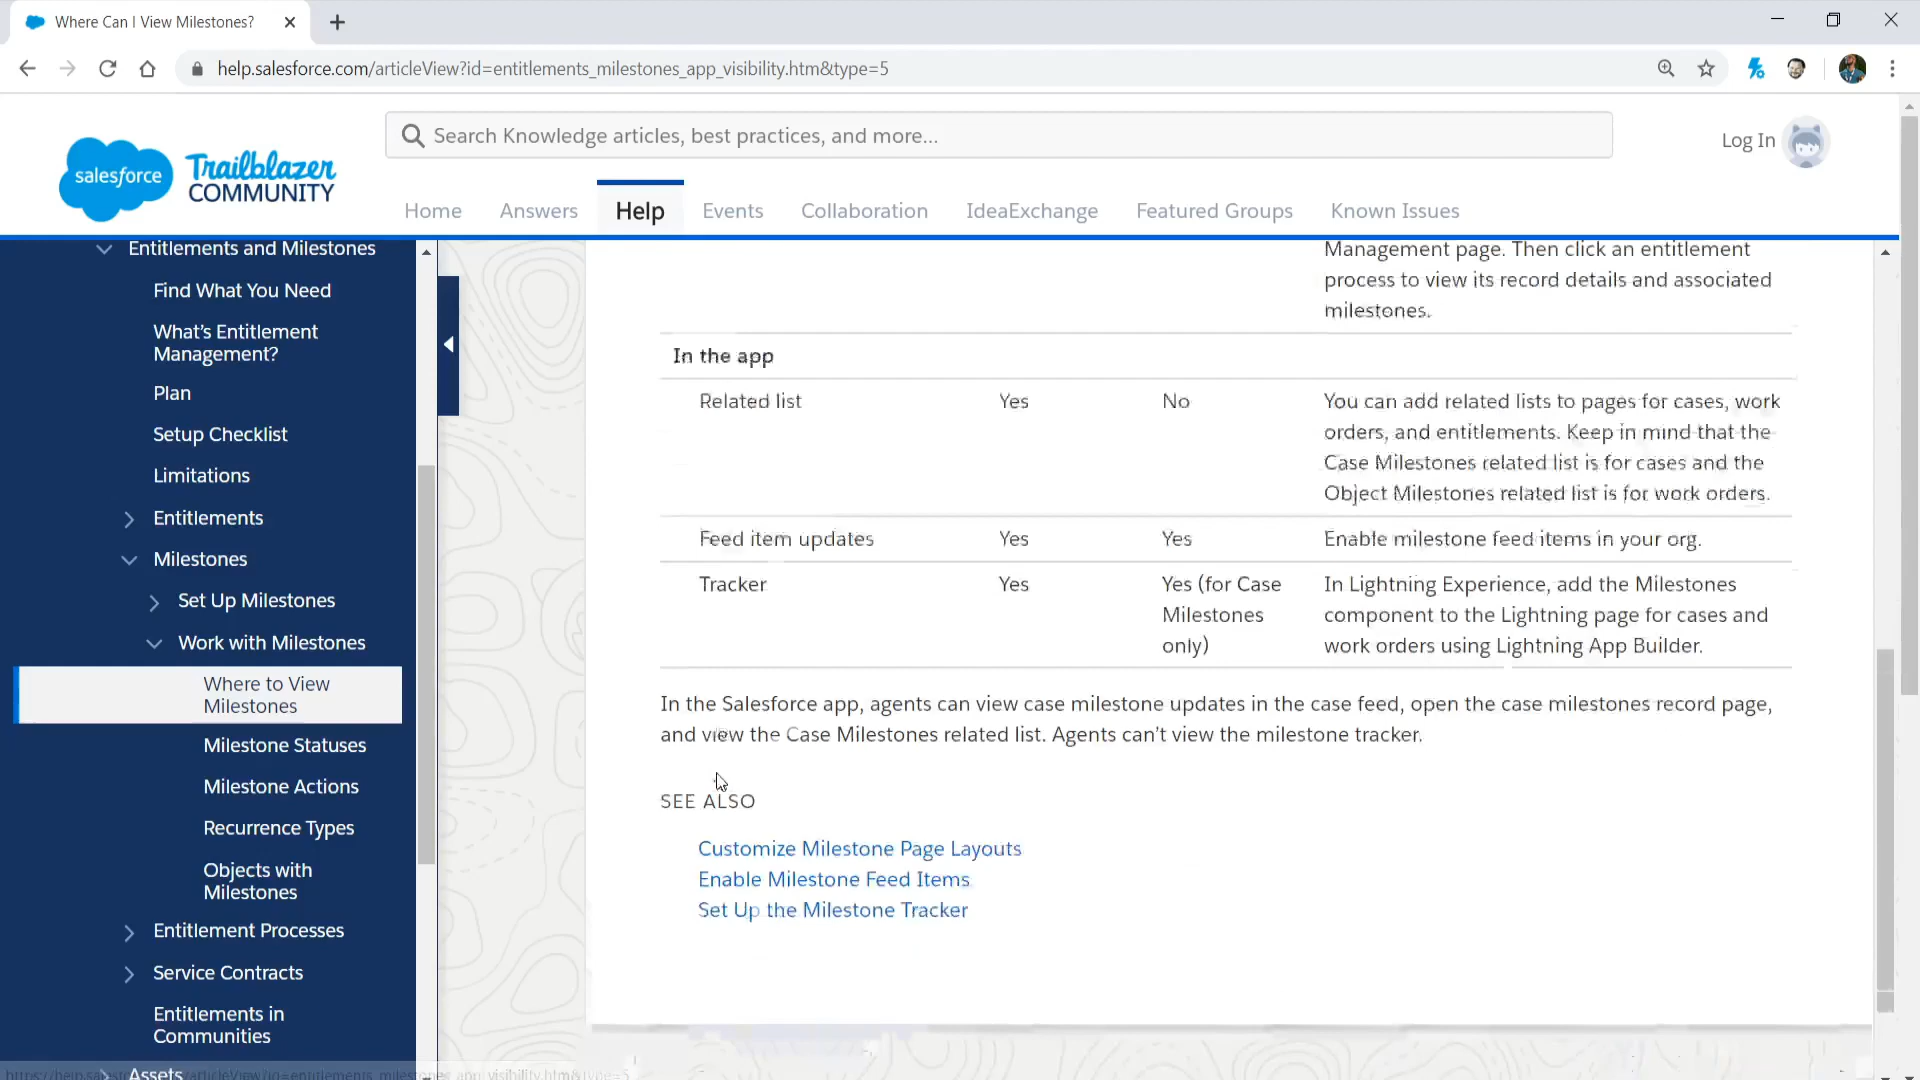 Where Can I View Milestones?
help.salesforce.com/articleView?id=entitlements_milestones_app_visibility.htm&type=5
salesforce
Trailblazer
COMMUNITY
Search Knowledge articles, best practices, and more...
Log In
Home
Answers
Help
Events
Collaboration
IdeaExchange
Featured Groups
Known Issues
Entitlements and Milestones
Find What You Need
What's Entitlement
Management?
Plan
Setup Checklist
Limitations
Entitlements
Milestones
Set Up Milestones
Work with Milestones
Where to View
Milestones
Milestone Statuses
Milestone Actions
Recurrence Types
Objects with
Milestones
Entitlement Processes
Service Contracts
Entitlements in
Communities
Assets
Management page. Then click an entitlement
process to view its record details and associated
milestones.
In the app
Related list
Yes
No
You can add related lists to pages for cases, work
orders, and entitlements. Keep in mind that the
Case Milestones related list is for cases and the
Object Milestones related list is for work orders.
Feed item updates
Yes
Yes
Enable milestone feed items in your org.
Tracker
Yes
Yes (for Case
Milestones
only)
In Lightning Experience, add the Milestones
component to the Lightning page for cases and
work orders using Lightning App Builder.
In the Salesforce app, agents can view case milestone updates in the case feed, open the case milestones record page,
and view the Case Milestones related list. Agents can't view the milestone tracker.
SEE ALSO
Customize Milestone Page Layouts
Enable Milestone Feed Items
Set Up the Milestone Tracker